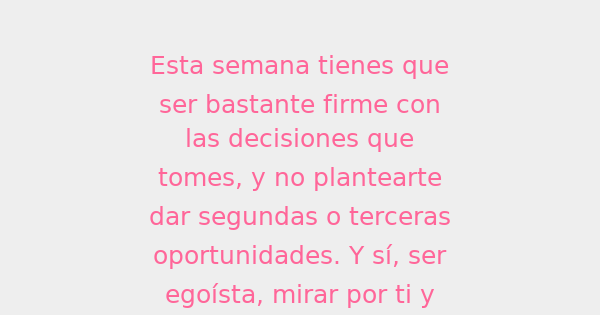 Esta semana tienes que
ser bastante firme con
las decisiones que
tomes, y no plantearte
dar segundas o terceras
oportunidades. Y sí, ser
egoísta, mirar por ti y